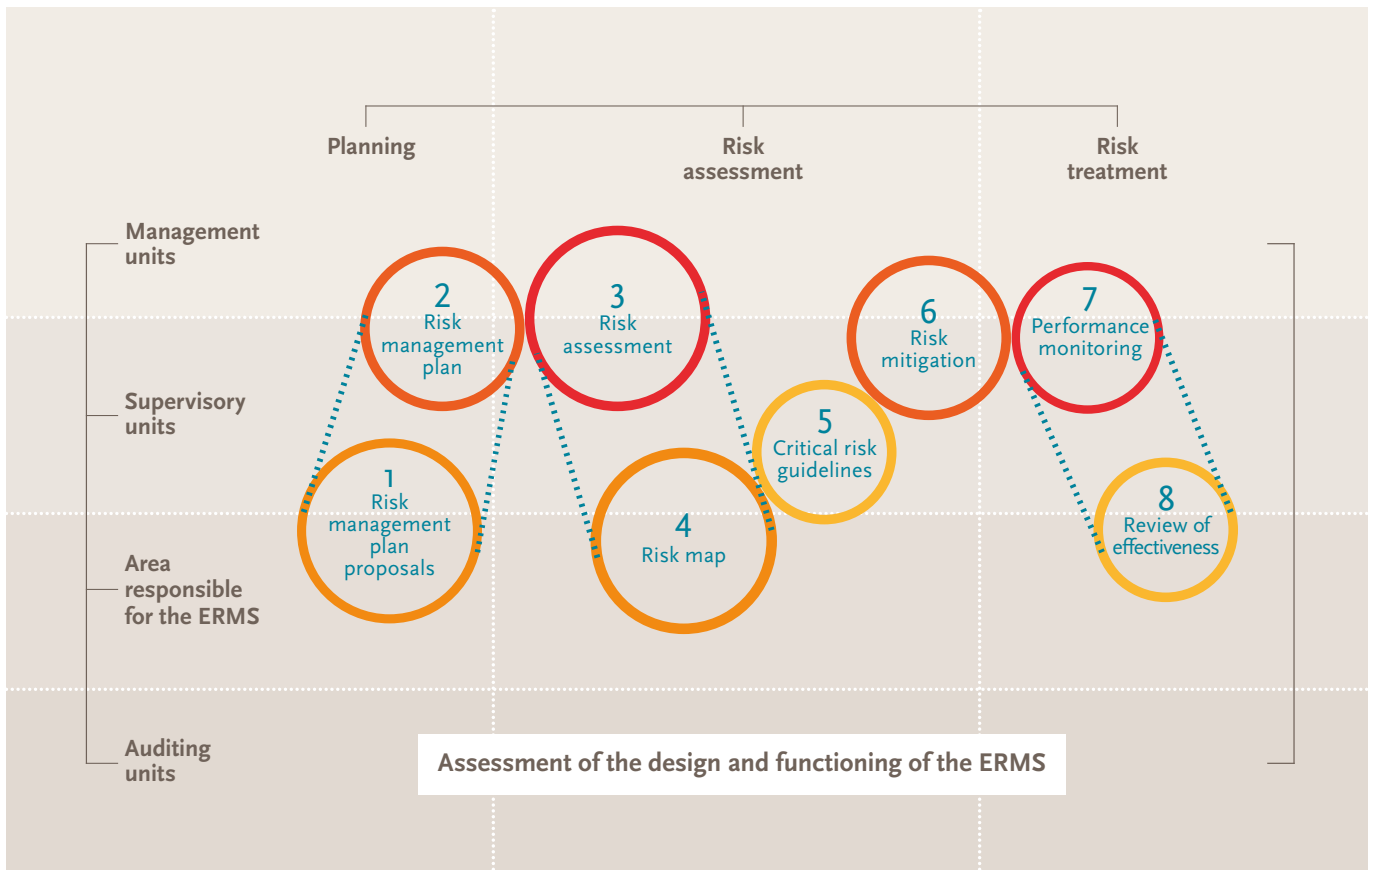 Planning
Risk
assessment
Risk
treatment
Management
units
Supervisory
units
Area
responsible
for the ERMS
Auditing
units
1
Risk
management
plan
proposals
2
Risk
management
plan
3
Risk
assessment
4
Risk map
5
Critical risk
guidelines
6
Risk
mitigation
7
Performance
monitoring
8
Review of
effectiveness
Assessment of the design and functioning of the ERMS